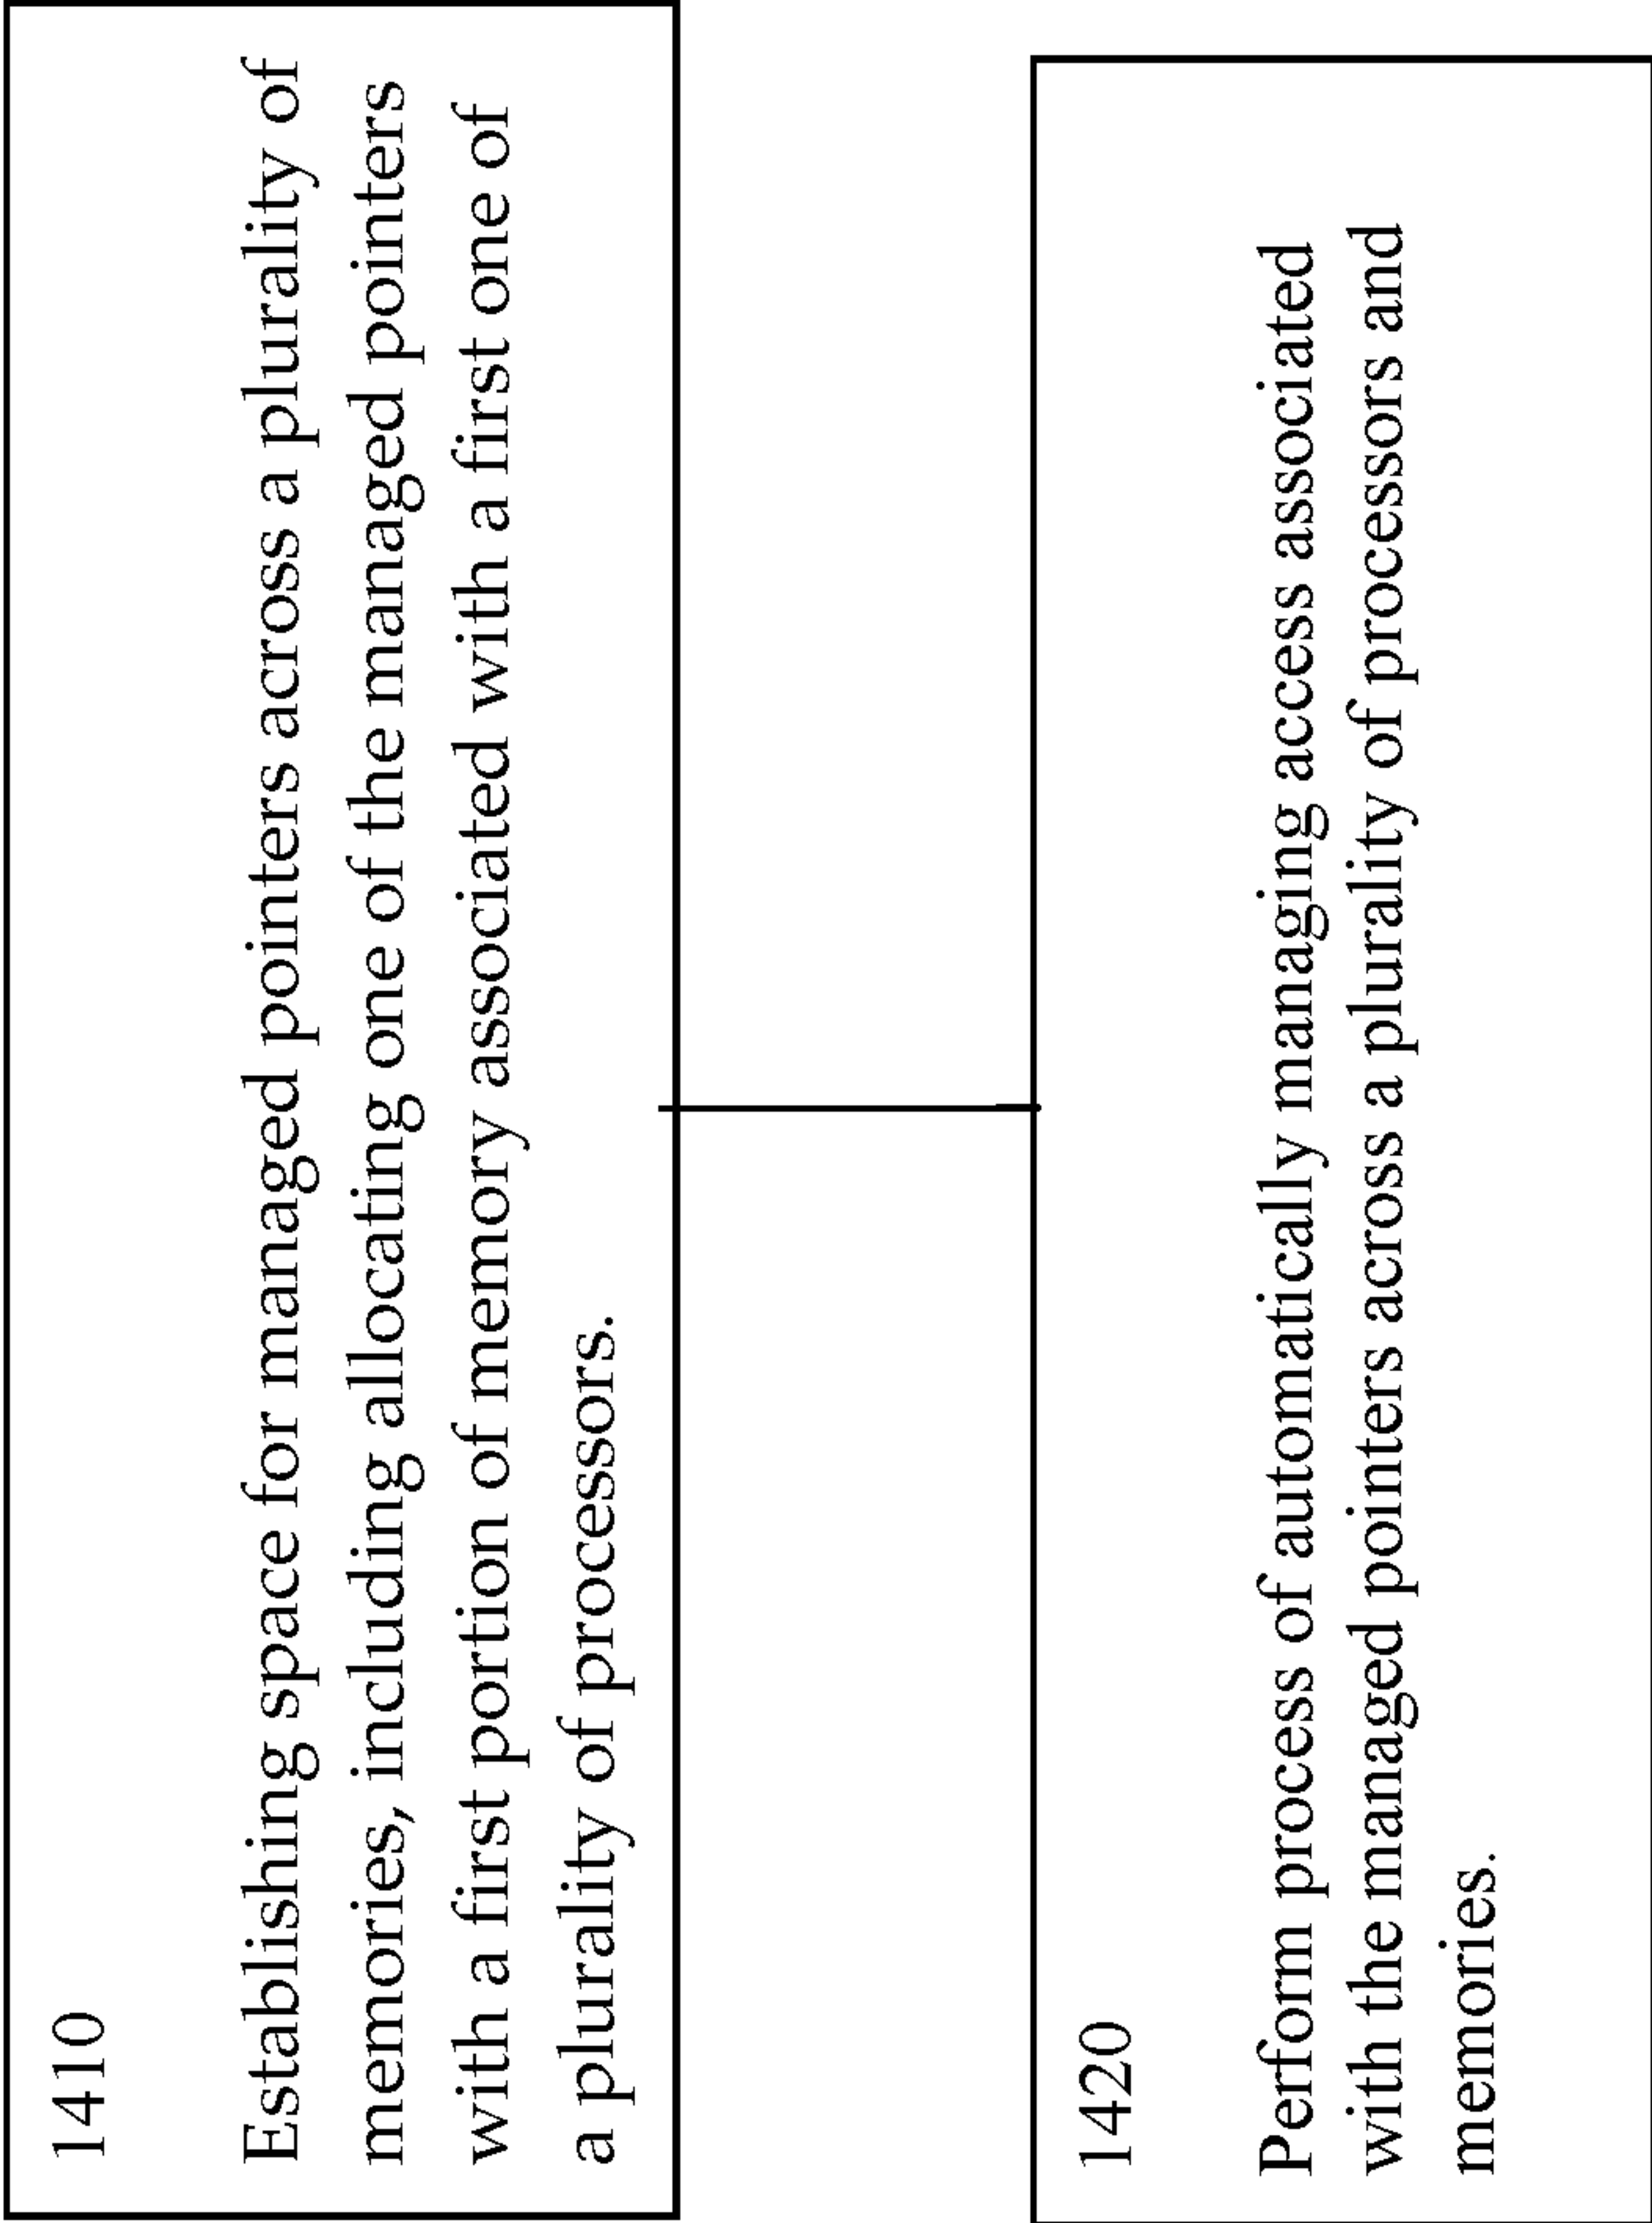 1410
Establishing space for managed pointers across a plurality of
memories, including allocating one of the managed pointers
with a first portion of memory associated with a first one of
a plurality of processors.
1420
Perform process of automatically managing access associated
with the managed pointers across a plurality of processors and
memories.